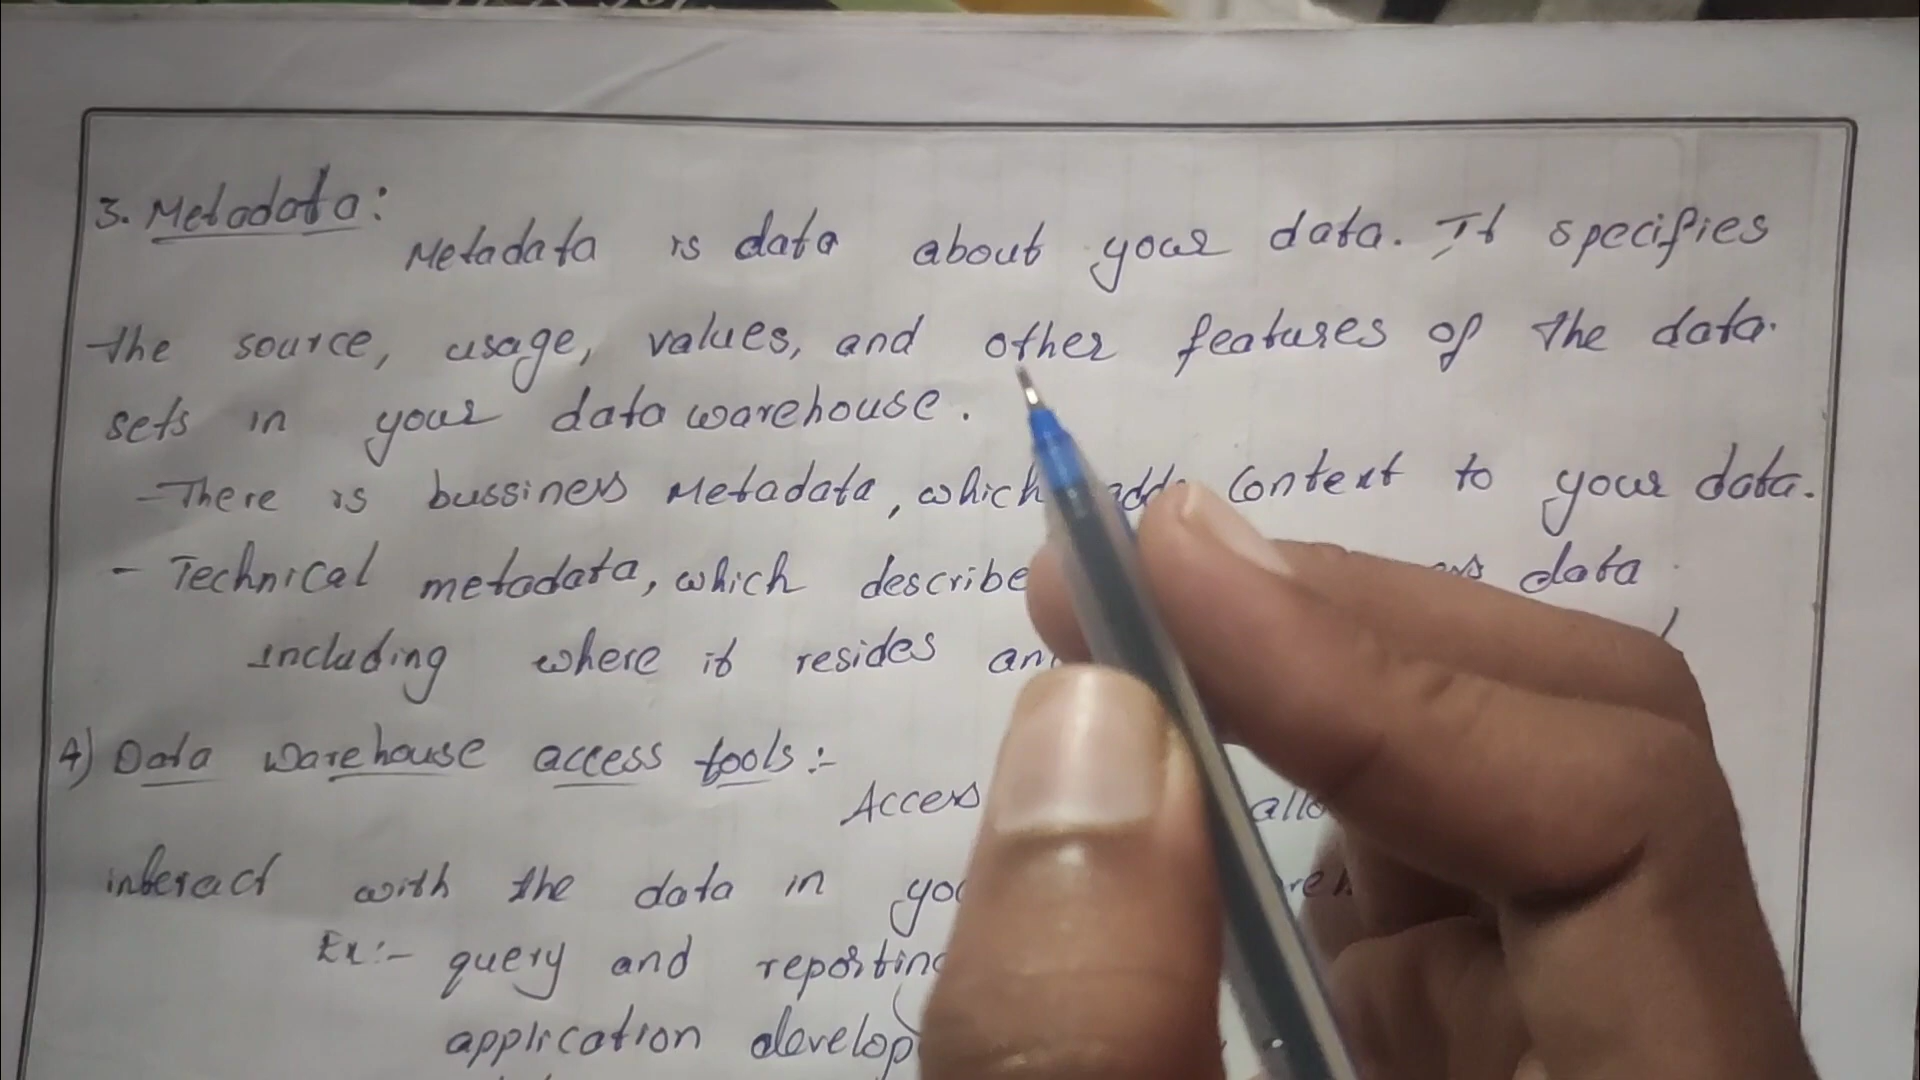 3. Metadata:
Metadata is data about your data. It specifies
the source, usage, values, and other features of the data
sets in your data warehouse.
- There is bussiness Metadata, which adds context to your data.
- Technical metadata, which describe data
including where it resides
4) Data warehouse access tools :-
Access
interact with the data in
Ex:- query and reporting
application develop